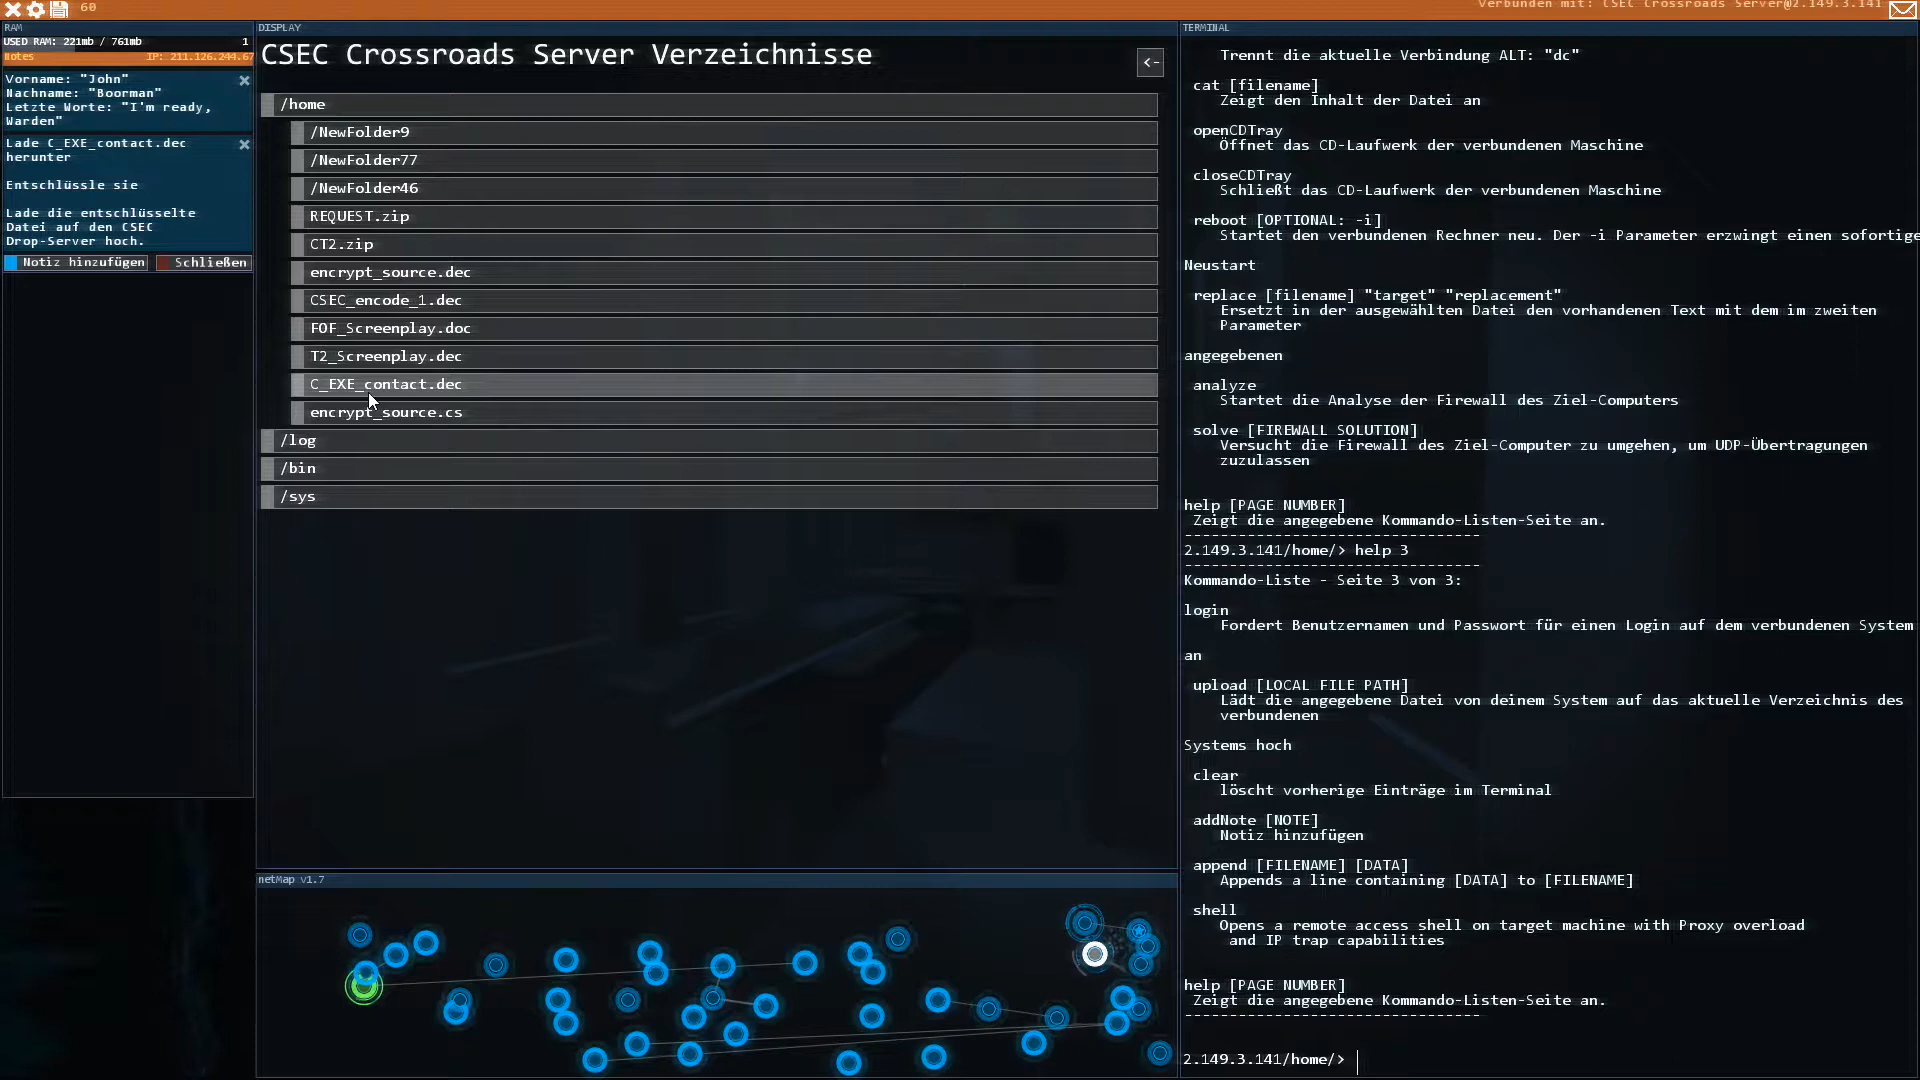 60
Verbunden mit: CSEC Crossroads Server@2.149.3.141
RAM
USED RAM: 221mb / 761mb 1
Notes IP: 211.126.244.67
Vorname: "John"
Nachname: "Boorman"
Letzte Worte: "I'm ready,
Warden"
Lade C_EXE_contact.dec
herunter
Entschlüssle sie
Lade die entschlüsselte
Datei auf den CSEC
Drop-Server hoch.
Notiz hinzufügen
Schließen
DISPLAY
CSEC Crossroads Server Verzeichnisse
<-
/home
/NewFolder9
/NewFolder77
/NewFolder46
REQUEST.zip
CT2.zip
encrypt_source.dec
CSEC_encode_1.dec
FOF_Screenplay.doc
T2_Screenplay.dec
C_EXE_contact.dec
encrypt_source.cs
/log
/bin
/sys
netMap v1.7
TERMINAL
Trennt die aktuelle Verbindung ALT: "dc"
cat [filename]
Zeigt den Inhalt der Datei an
openCDTray
Öffnet das CD-Laufwerk der verbundenen Maschine
closeCDTray
Schließt das CD-Laufwerk der verbundenen Maschine
reboot [OPTIONAL: -i]
Startet den verbundenen Rechner neu. Der -i Parameter erzwingt einen sofortige
Neustart
replace [filename] "target" "replacement"
Ersetzt in der ausgewählten Datei den vorhandenen Text mit dem im zweiten
Parameter
angegebenen
analyze
Startet die Analyse der Firewall des Ziel-Computers
solve [FIREWALL SOLUTION]
Versucht die Firewall des Ziel-Computer zu umgehen, um UDP-Übertragungen
zuzulassen
help [PAGE NUMBER]
Zeigt die angegebene Kommando-Listen-Seite an.
---------------------------------
2.149.3.141/home/> help 3
---------------------------------
Kommando-Liste - Seite 3 von 3:
login
Fordert Benutzernamen und Passwort für einen Login auf dem verbundenen System
an
upload [LOCAL FILE PATH]
Lädt die angegebene Datei von deinem System auf das aktuelle Verzeichnis des
verbundenen
Systems hoch
clear
löscht vorherige Einträge im Terminal
addNote [NOTE]
Notiz hinzufügen
append [FILENAME] [DATA]
Appends a line containing [DATA] to [FILENAME]
shell
Opens a remote access shell on target machine with Proxy overload
and IP trap capabilities
help [PAGE NUMBER]
Zeigt die angegebene Kommando-Listen-Seite an.
---------------------------------
2.149.3.141/home/>